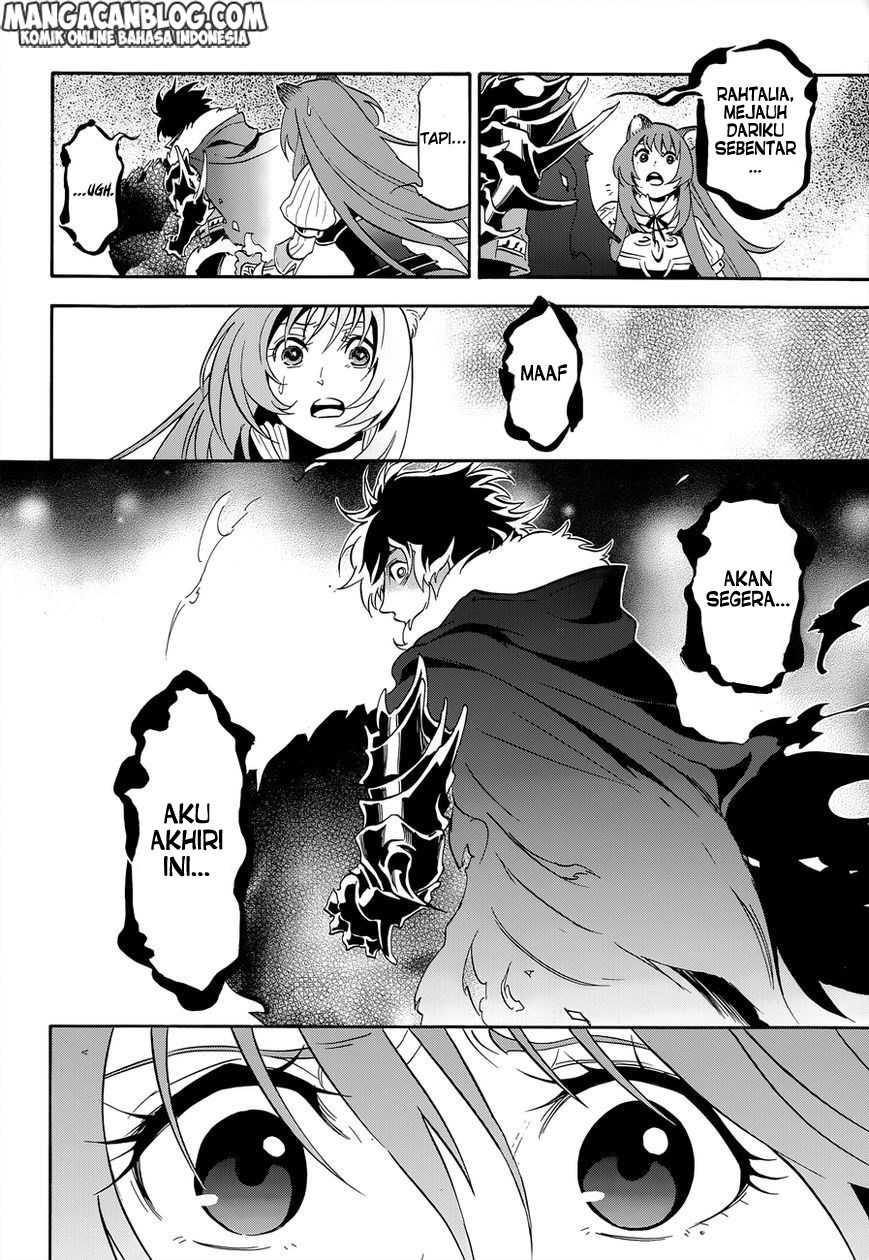 MANGACANBLOG.COM
KOMIK ONLINE BAHASA INDONESIA
RAHTALIA,
MEJAUH
DARIKU
SEBENTAR
...
TAPI...
...UGH.
MAAF
AKAN
SEGERA...
AKU
AKHIRI
INI...